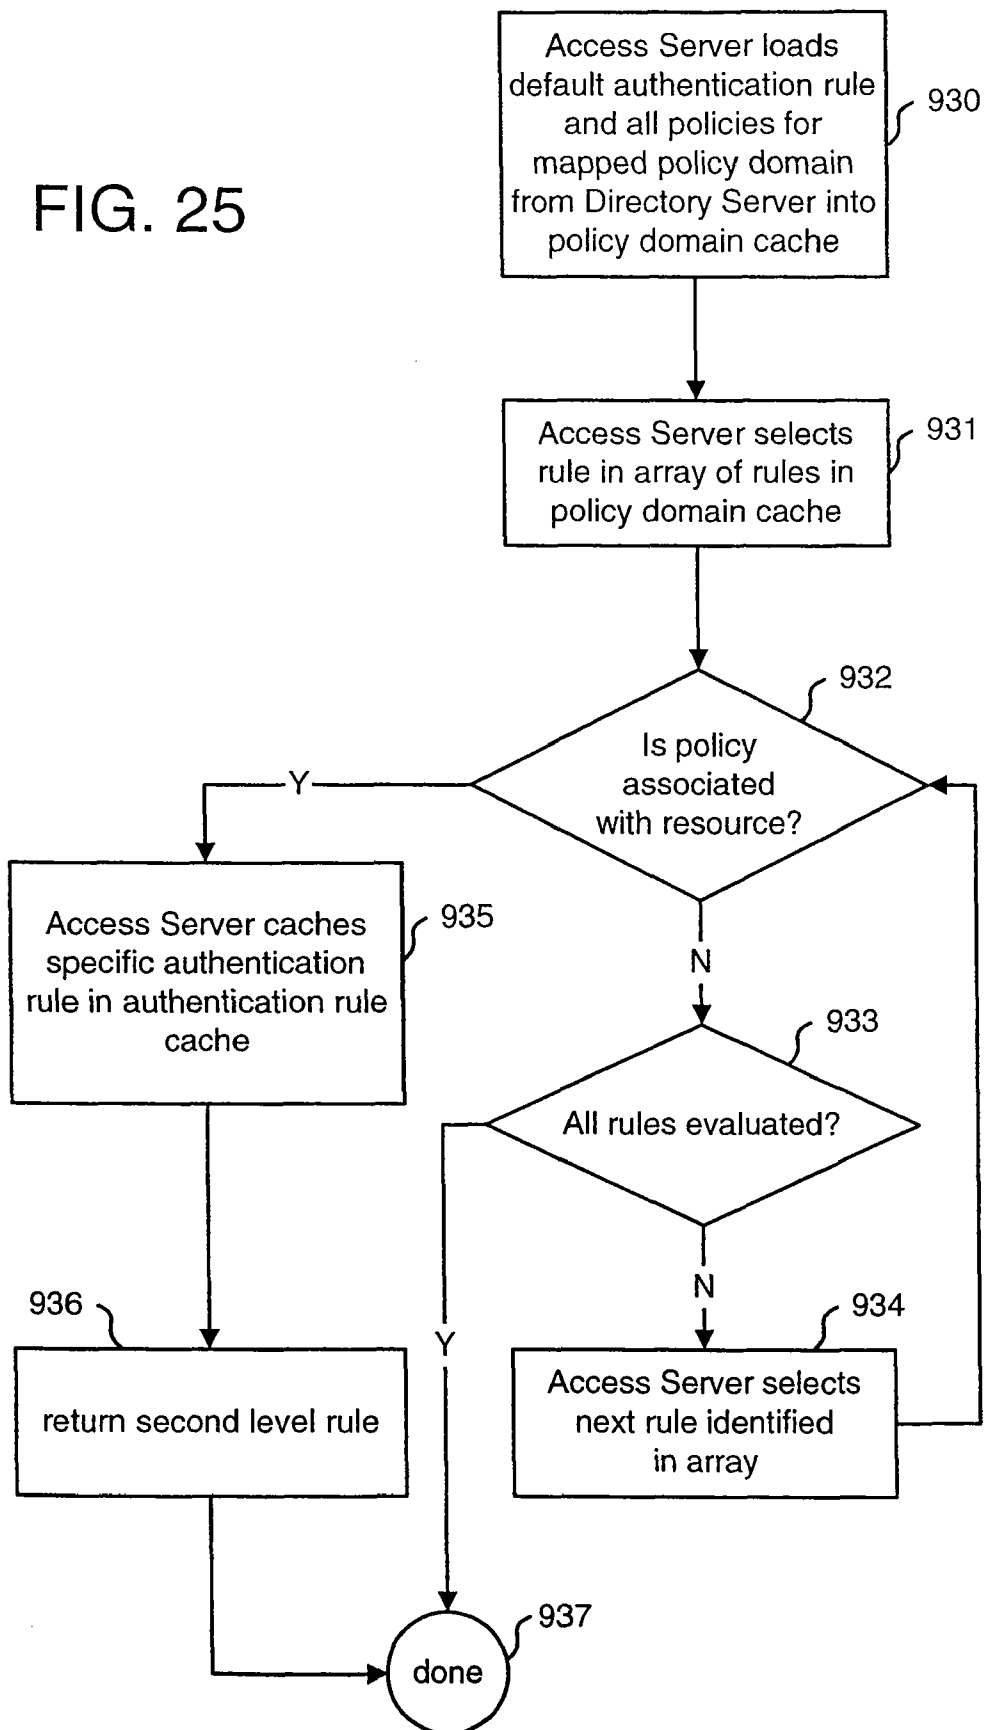 FIG. 25
Access Server loads
default authentication rule
and all policies for
mapped policy domain
from Directory Server into
policy domain cache
930
Access Server selects
rule in array of rules in
policy domain cache
931
932
Is policy
associated
with resource?
Y
N
Access Server caches
specific authentication
rule in authentication rule
cache
935
933
All rules evaluated?
Y
N
936
return second level rule
934
Access Server selects
next rule identified
in array
done
937